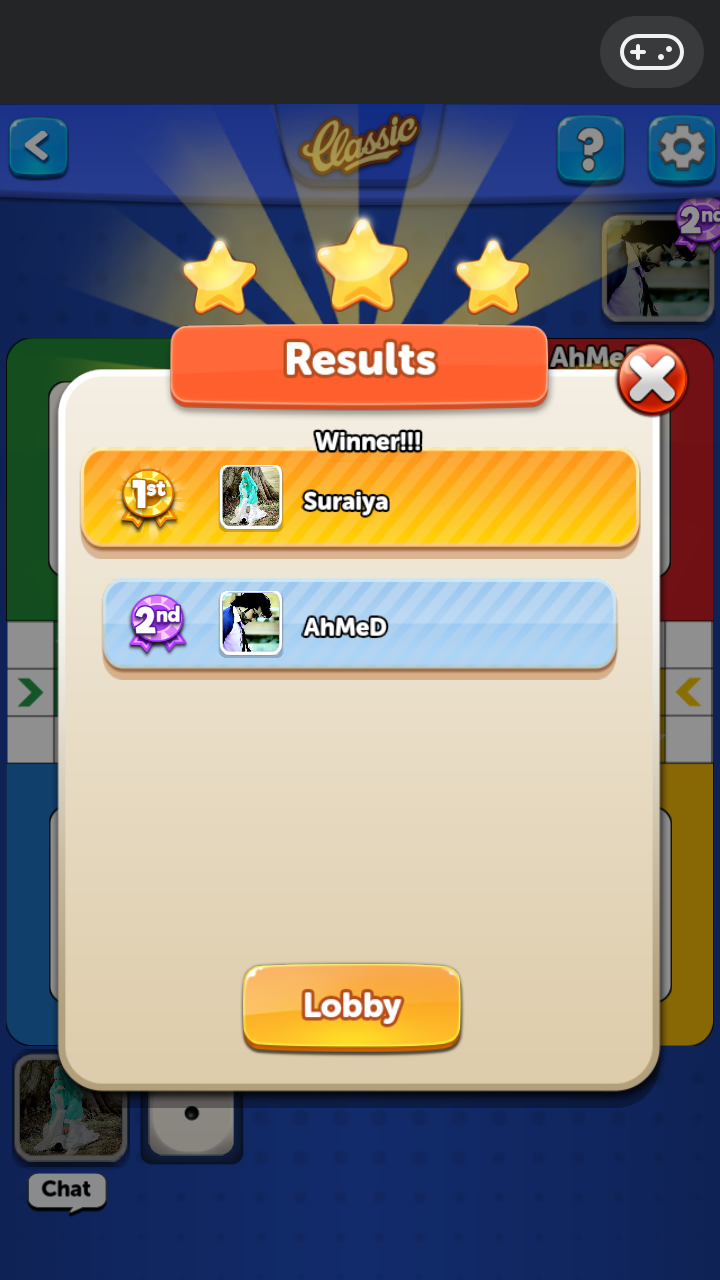 Classic
?
2nd
AhMeD
Results
Winner!!!
1st
Suraiya
2nd
AhMeD
Lobby
Chat